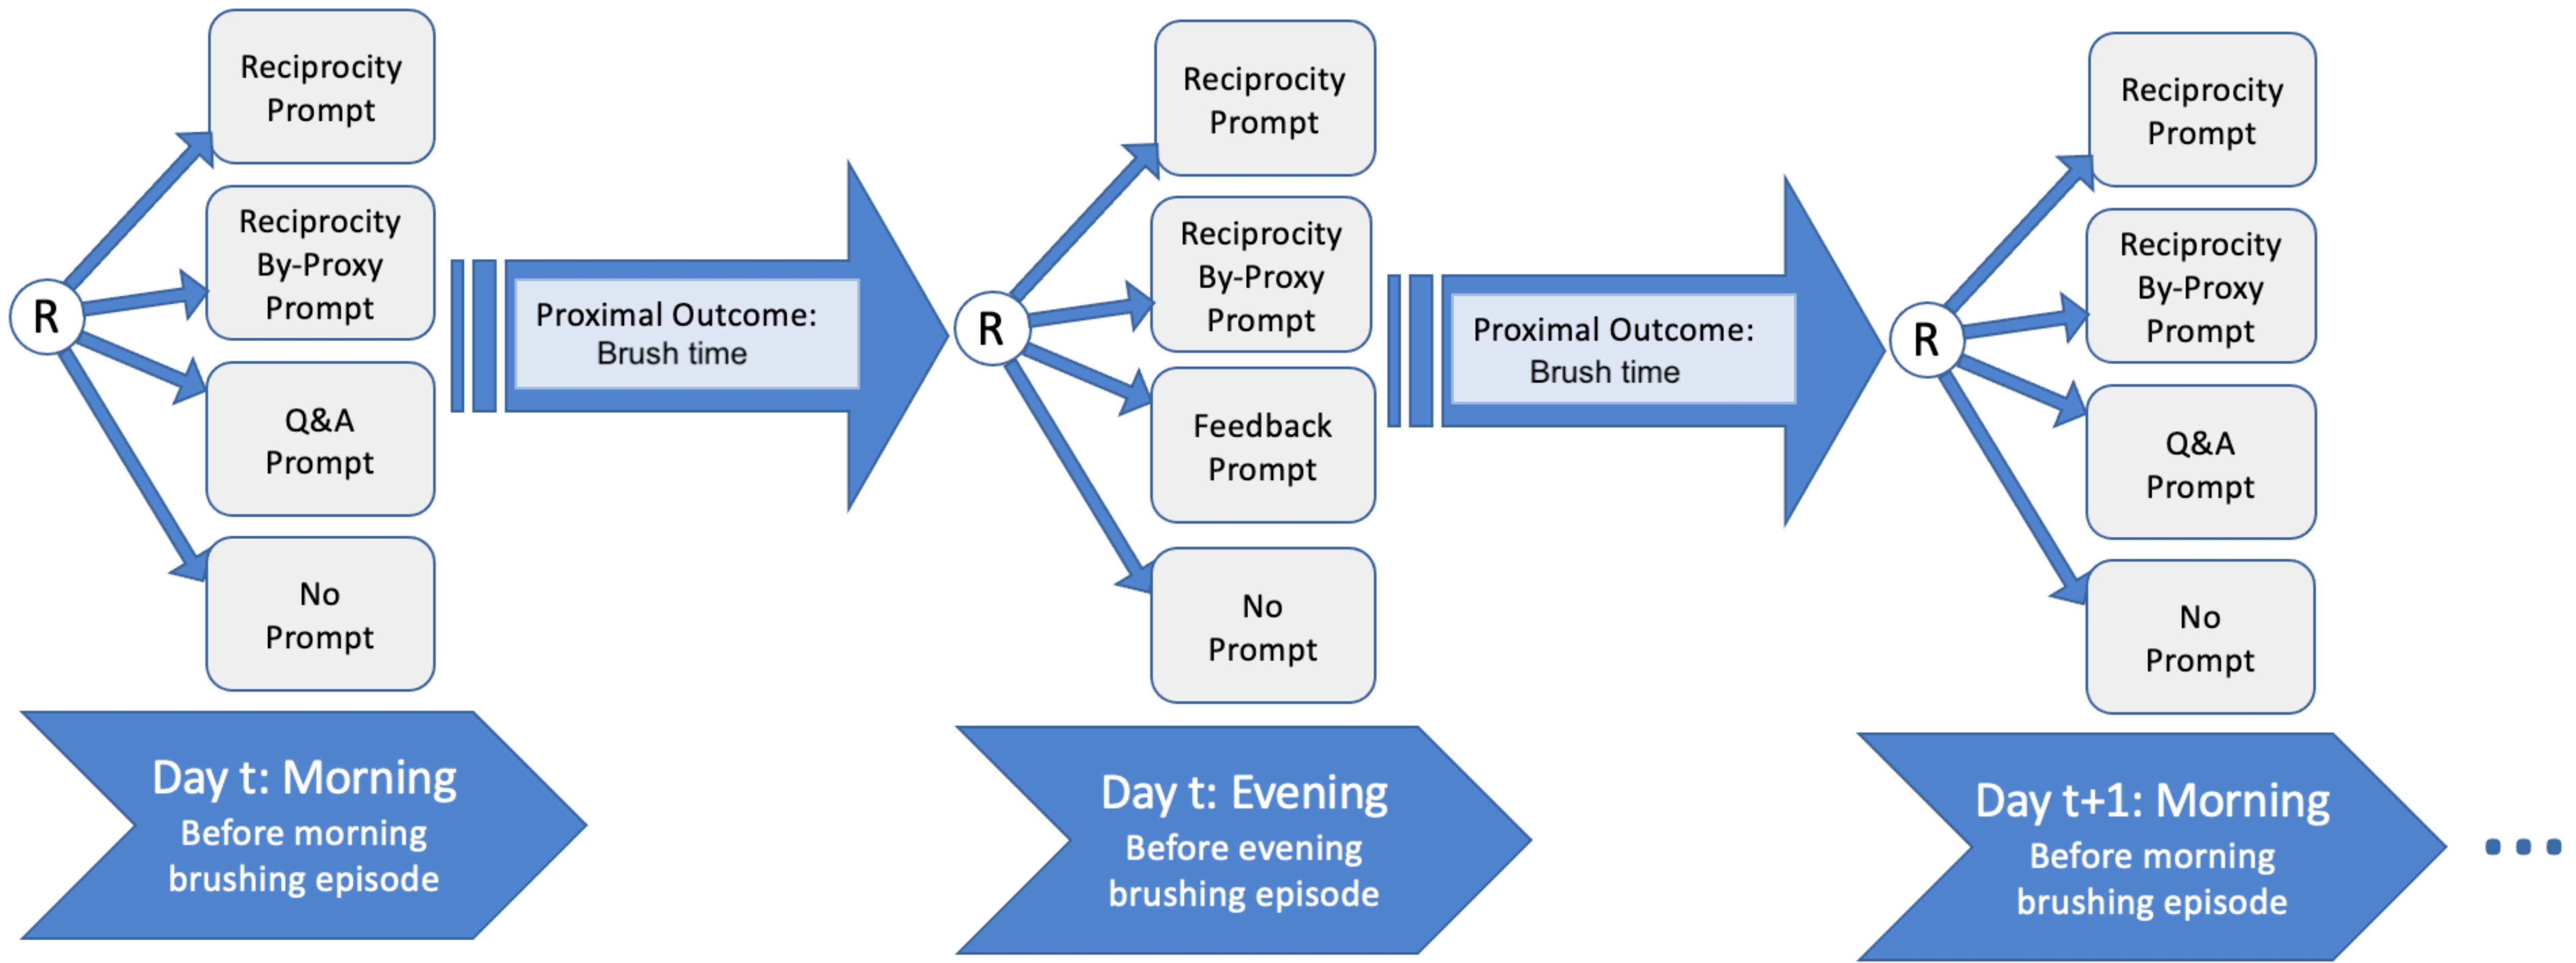 R
Reciprocity
Prompt
Reciprocity
By-Proxy
Prompt
Q&A
Prompt
No
Prompt
Proximal Outcome:
Brush time
R
Reciprocity
Prompt
Reciprocity
By-Proxy
Prompt
Feedback
Prompt
No
Prompt
Proximal Outcome:
Brush time
R
Reciprocity
Prompt
Reciprocity
By-Proxy
Prompt
Q&A
Prompt
No
Prompt
Day t: Morning
Before morning
brushing episode
Day t: Evening
Before evening
brushing episode
Day t+1: Morning
Before morning
brushing episode
...